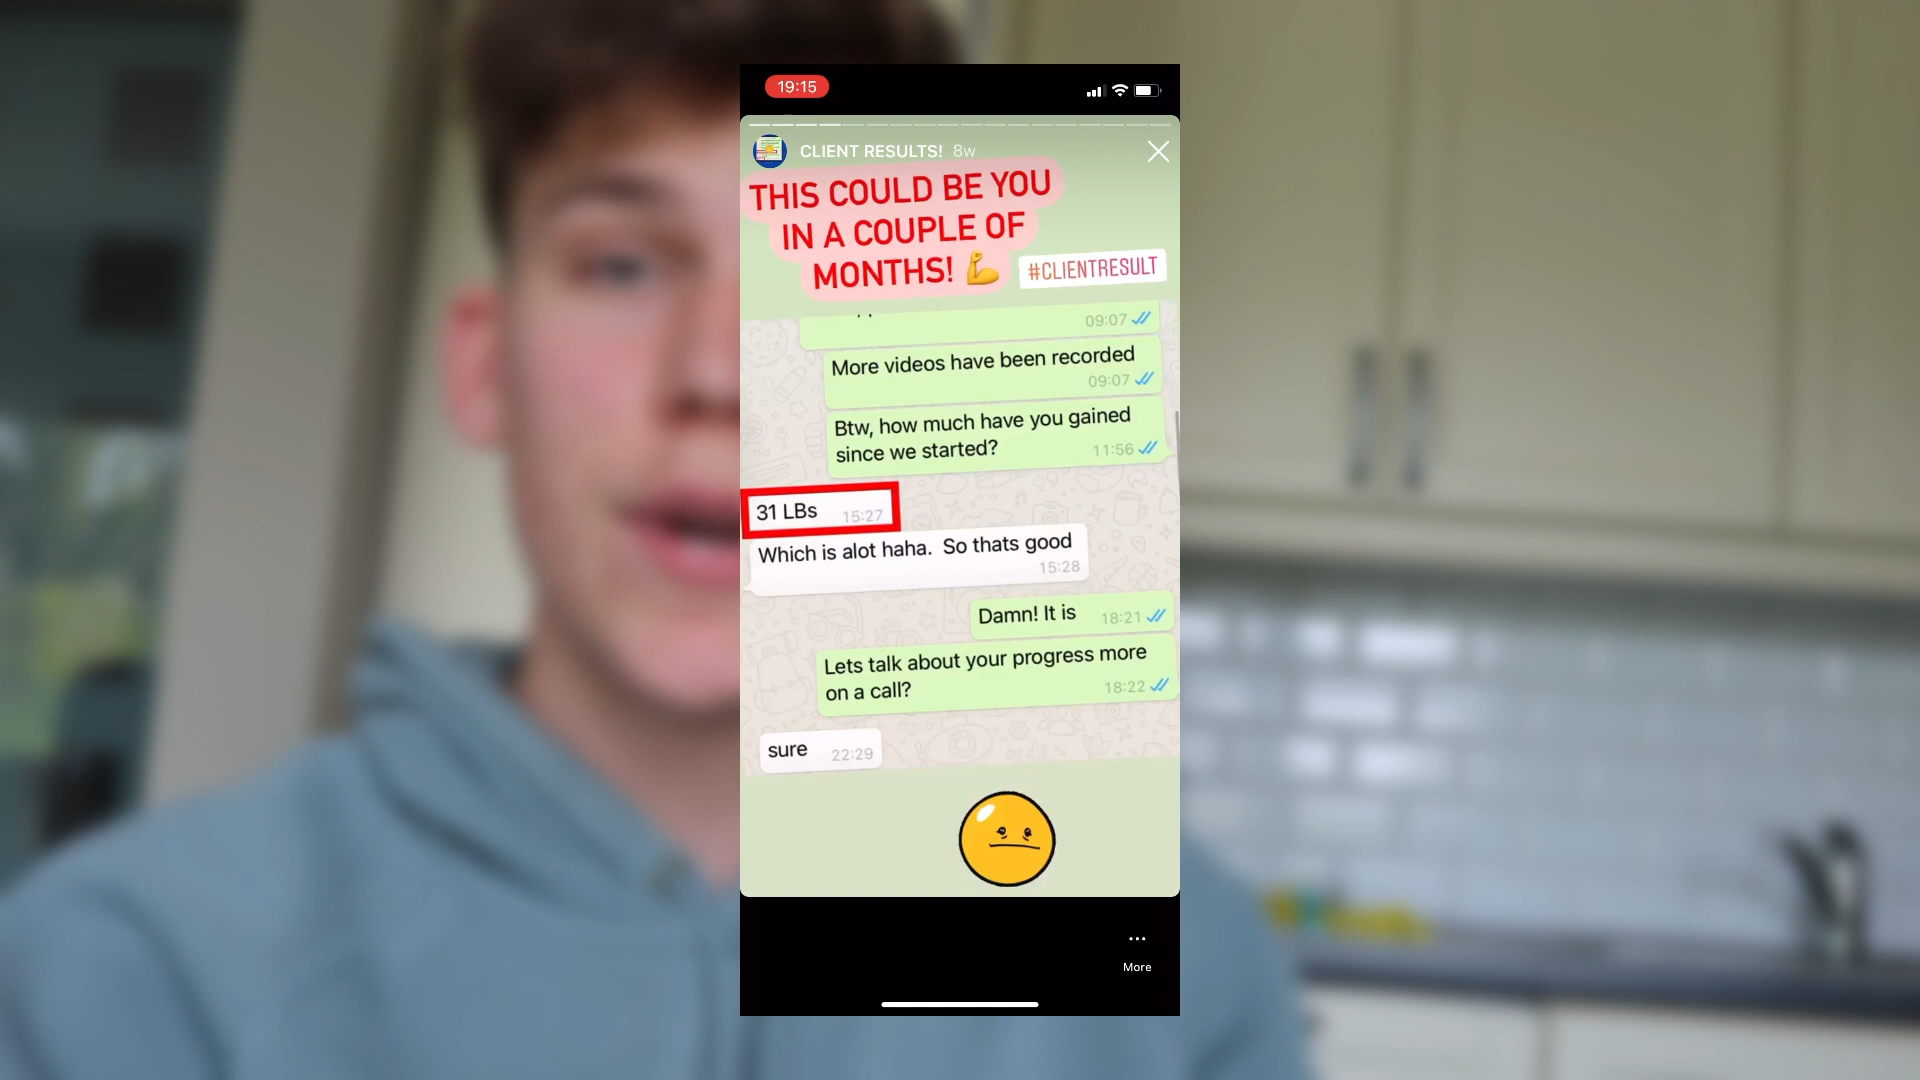 19:15
CLIENT RESULTS! 8w
THIS COULD BE YOU
IN A COUPLE OF
MONTHS! 💪
#CLIENTRESULT
09:07
More videos have been recorded
09:07
Btw, how much have you gained
since we started?
11:56
31 LBs 15:27
Which is alot haha. So thats good
15:28
Damn! It is 18:21
Lets talk about your progress more
on a call?
18:22
sure 22:29
More